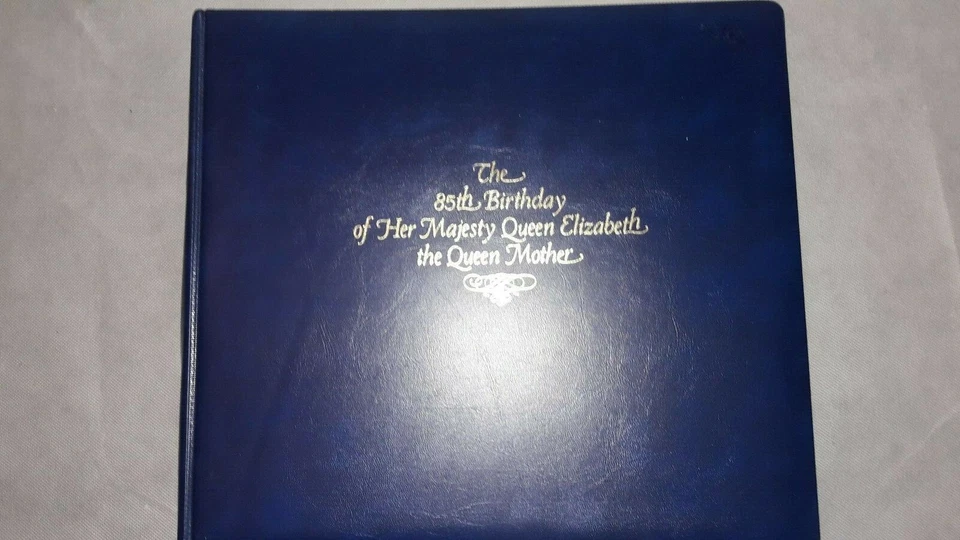 The
85th Birthday
of Her Majesty Queen Elizabeth
the Queen Mother